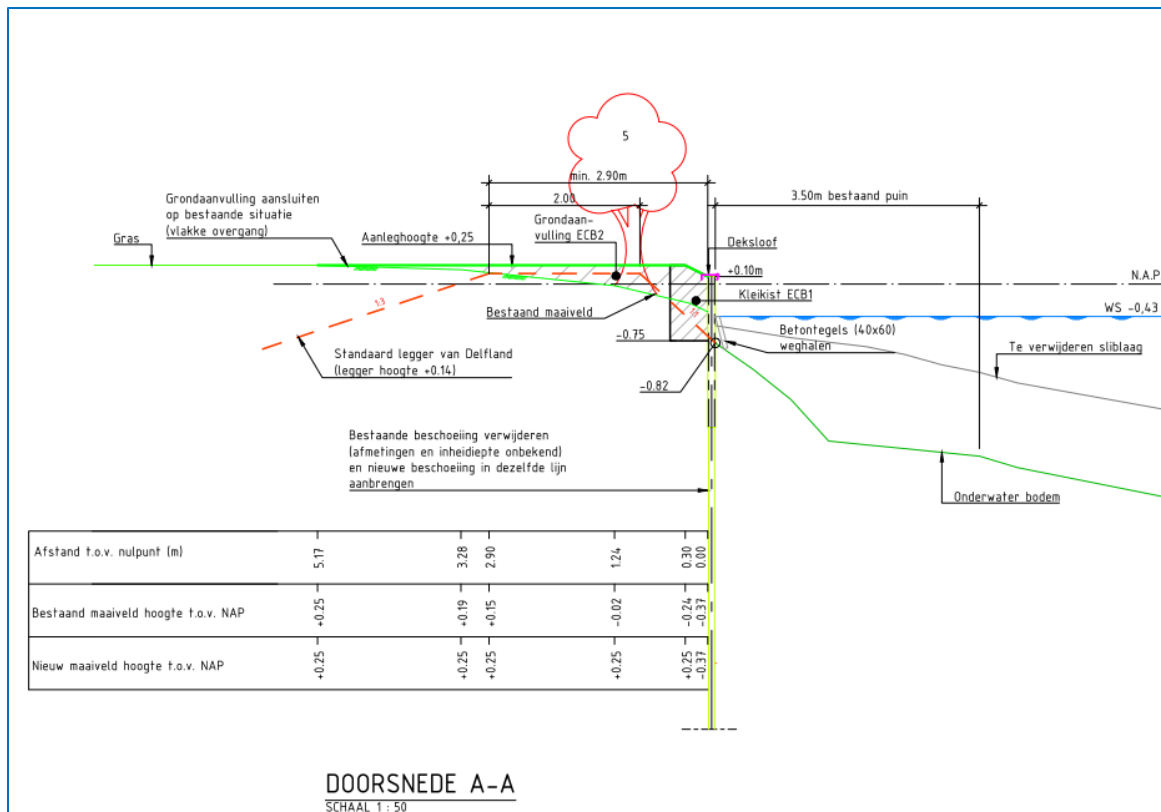 5
min. 2.90m
2.00
3.50m bestaand puin
Grondaanvulling aansluiten
op bestaande situatie
(vlakke overgang)
Grondaan-
vulling ECB2
Gras
Aanleghoogte +0,25
Deksloof
+0.10m
N.A.P
Kleikist ECB1
1:3
1:1
Bestaand maaiveld
WS -0,43
-0.75
Betontegels (40x60)
weghalen
Te verwijderen sliblaag
Standaard legger van Delfland
(legger hoogte +0.14)
-0.82
Bestaande beschoeiing verwijderen
(afmetingen en inheidiepte onbekend)
en nieuwe beschoeiing in dezelfde lijn
aanbrengen
Onderwater bodem
Afstand t.o.v. nulpunt (m) 5.17 3.28 2.90 1.24 0.30 0.00
Bestaand maaiveld hoogte t.o.v. NAP +0.25 +0.19 +0.15 -0.02 -0.24 -0.37
Nieuw maaiveld hoogte t.o.v. NAP +0.25 +0.25 +0.25 +0.25 +0.25 -0.37
DOORSNEDE A-A
SCHAAL 1 : 50